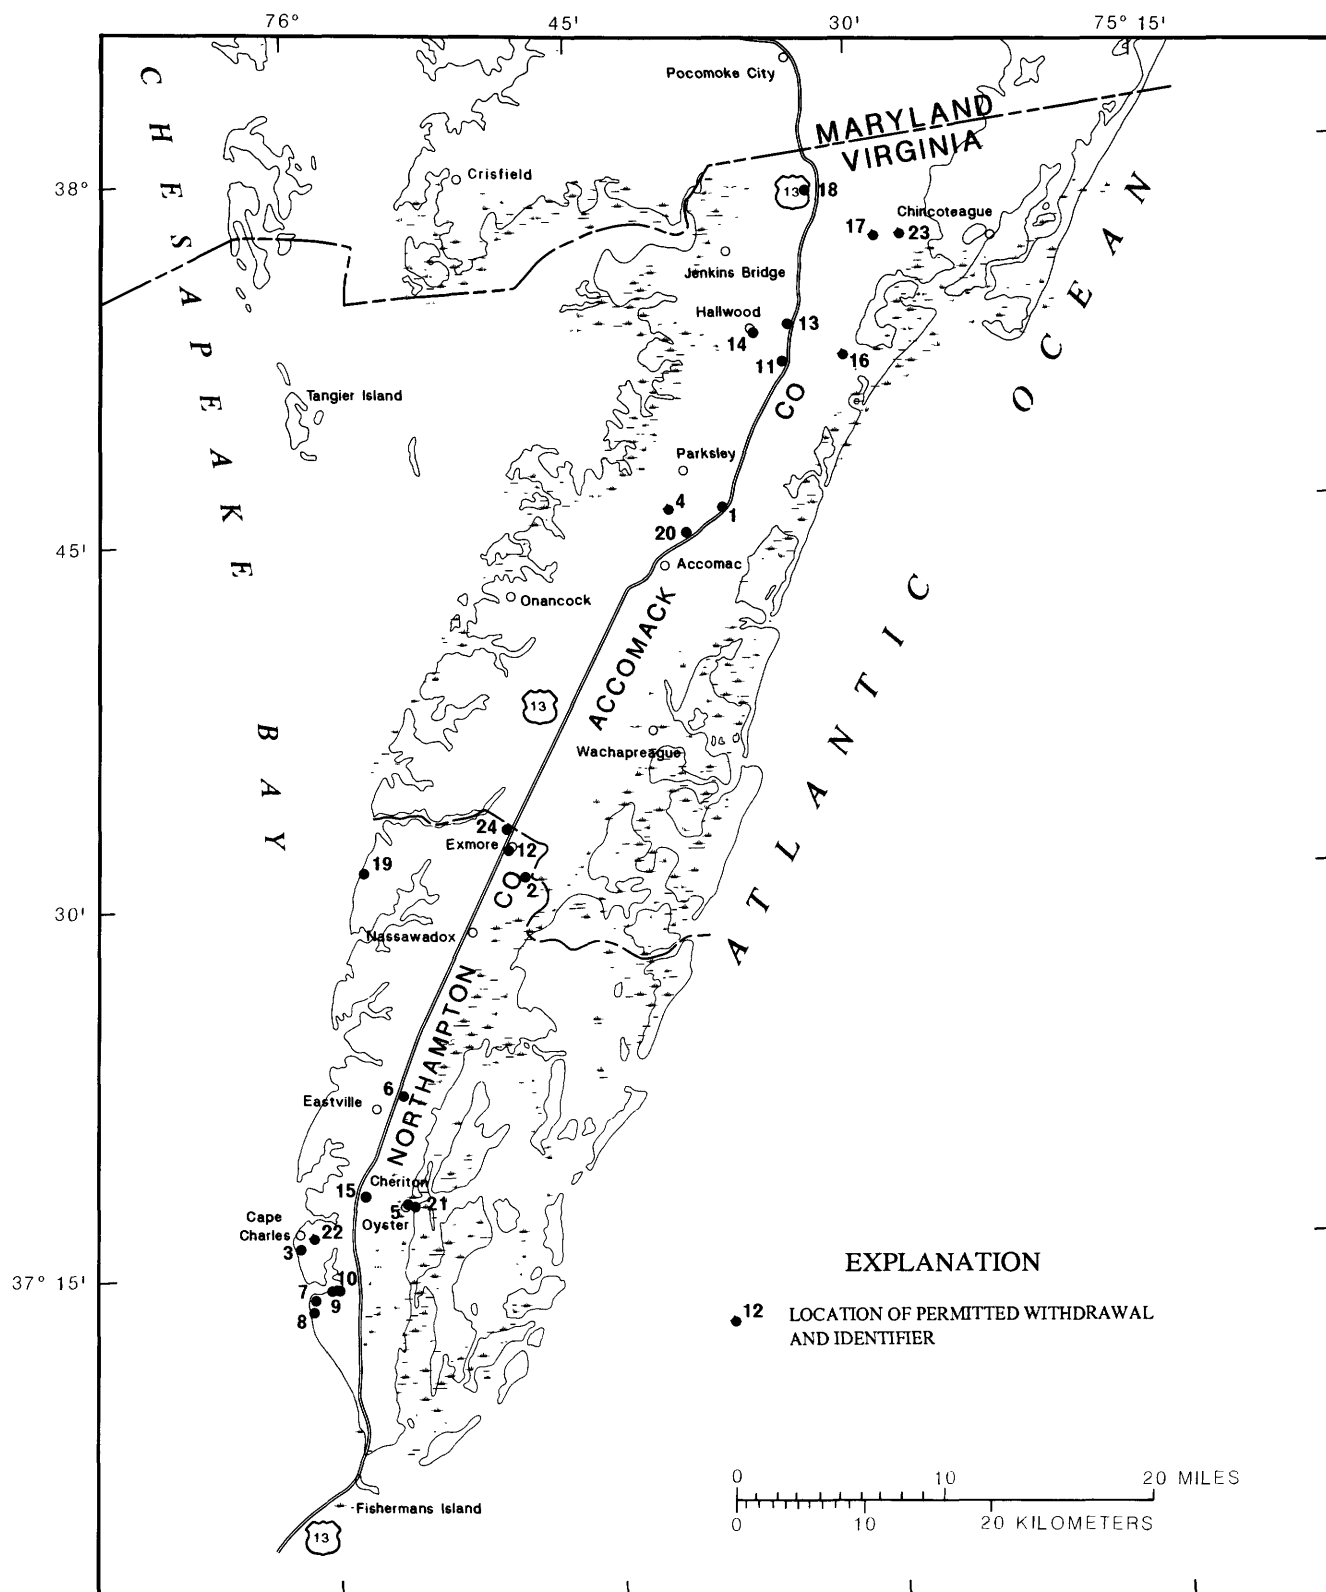 76° 45' 30' 75° 15'
Pocomoke City
MARYLAND
VIRGINIA
CHESAPEAKE BAY
Crisfield
38°
13 18
Chincoteague
17 23
Jenkins Bridge
Hallwood
13
14
11
16
CO
OCEAN
Tangier Island
Parksley
4
1
20
45'
Accomac
Onancock
ACCOMACK
ATLANTIC
13
Wachapreague
24
Exmore 12
19
2
CO
30'
Nassawadox
NORTHAMPTON
6
Eastville
Cheriton
15
5 21
Oyster
Cape
Charles
22
3
37° 15'
10
7
9
8
EXPLANATION
12 LOCATION OF PERMITTED WITHDRAWAL
AND IDENTIFIER
0 10 20 MILES
0 10 20 KILOMETERS
Fishermans Island
13